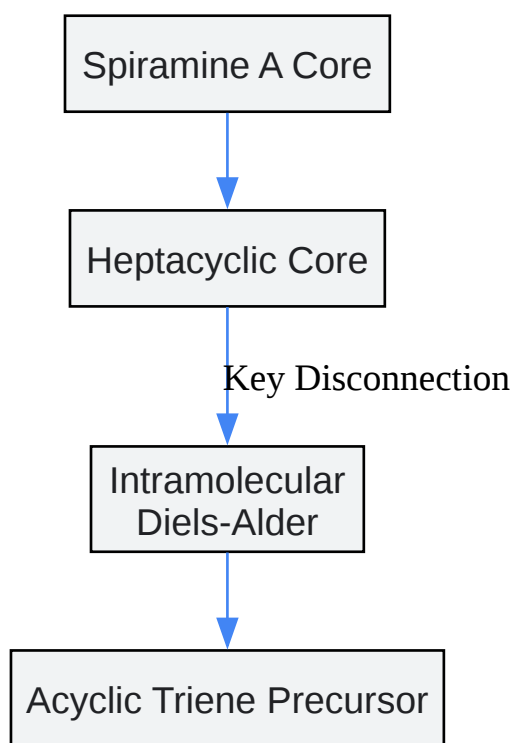 Spiramine A Core
Heptacyclic Core
Key Disconnection
Intramolecular
Diels-Alder
Acyclic Triene Precursor